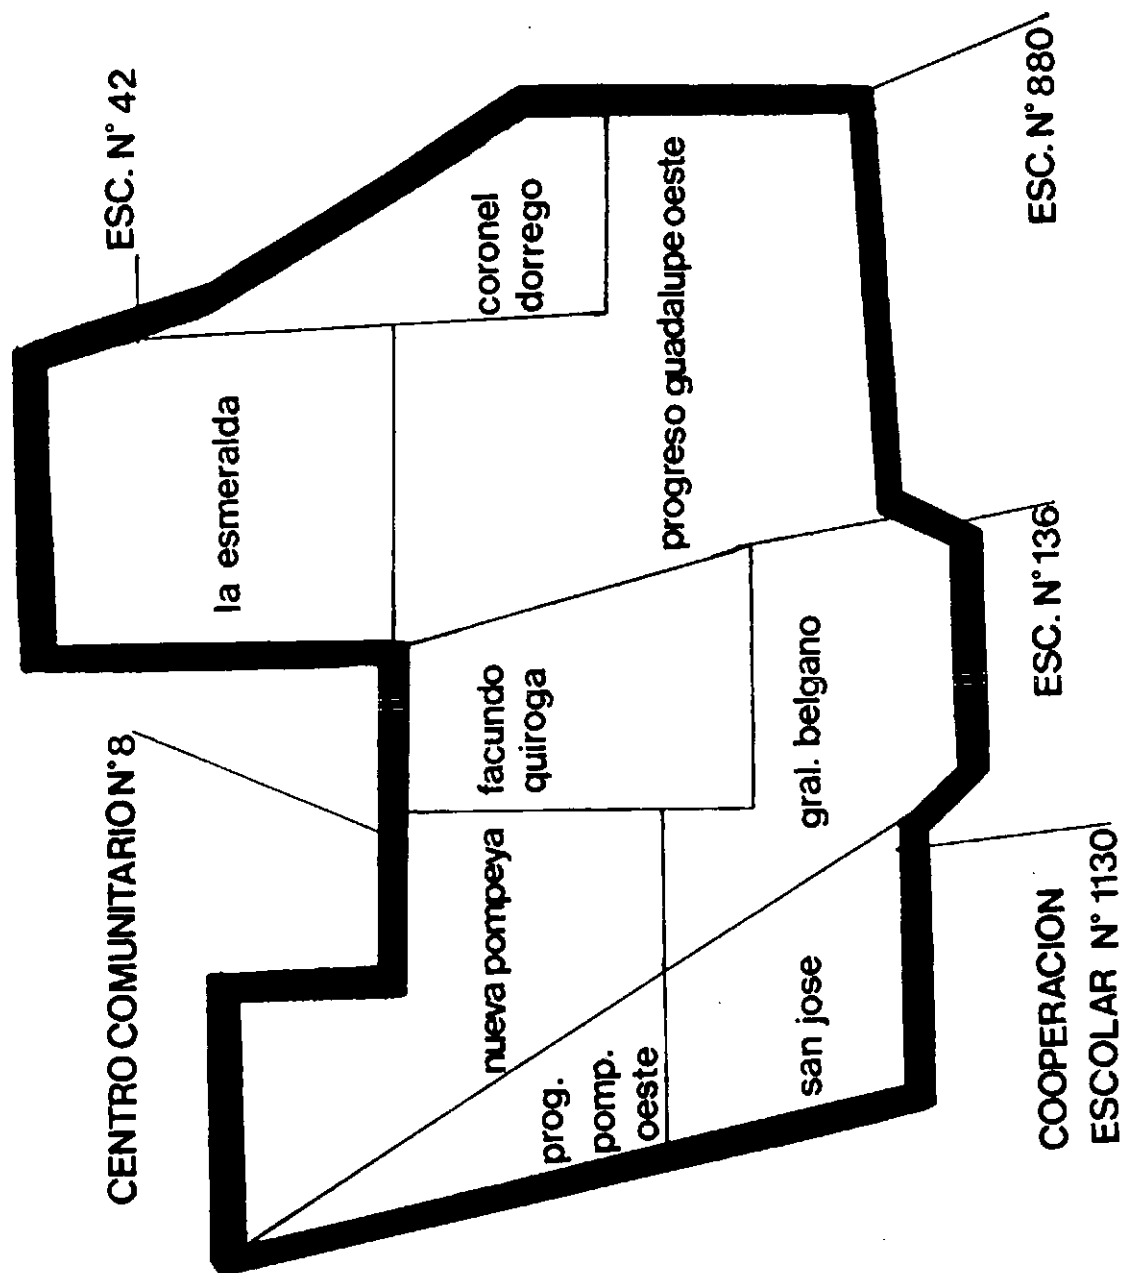 CENTRO COMUNITARIO N°8
ESC. N° 42
la esmeralda
coronel
dorrego
nueva pompeya
facundo
quiroga
prog.
pomp.
oeste
progreso guadalupe oeste
san jose
gral. belgano
COOPERACION
ESCOLAR N° 1130
ESC. N°136
ESC. N°880